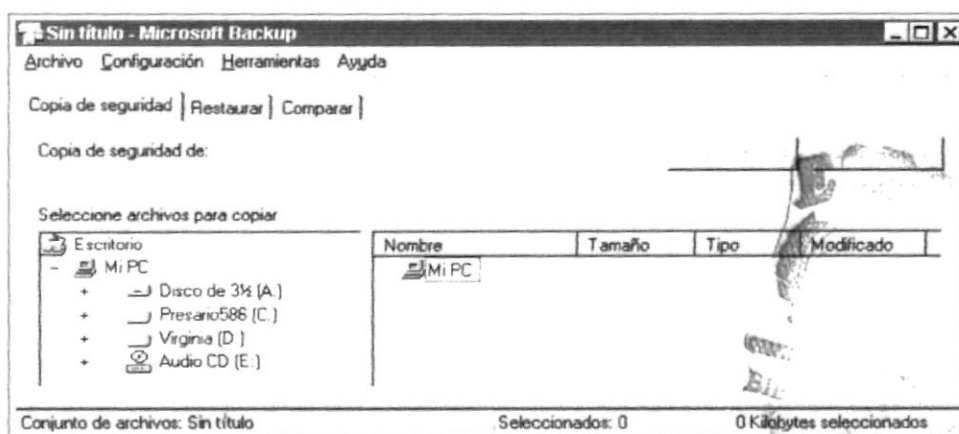 Sin título - Microsoft Backup
Archivo Configuración Herramientas Ayuda
Copia de seguridad Restaurar Comparar
Copia de seguridad de:
Seleccione archivos para copiar
Escritorio
Mi PC
Disco de 3½ (A:)
Presario586 (C:)
Virginia (D:)
Audio CD (E:)
Nombre Tamaño Tipo Modificado
Mi PC
Conjunto de archivos: Sin título Seleccionados: 0 0 Kilobytes seleccionados